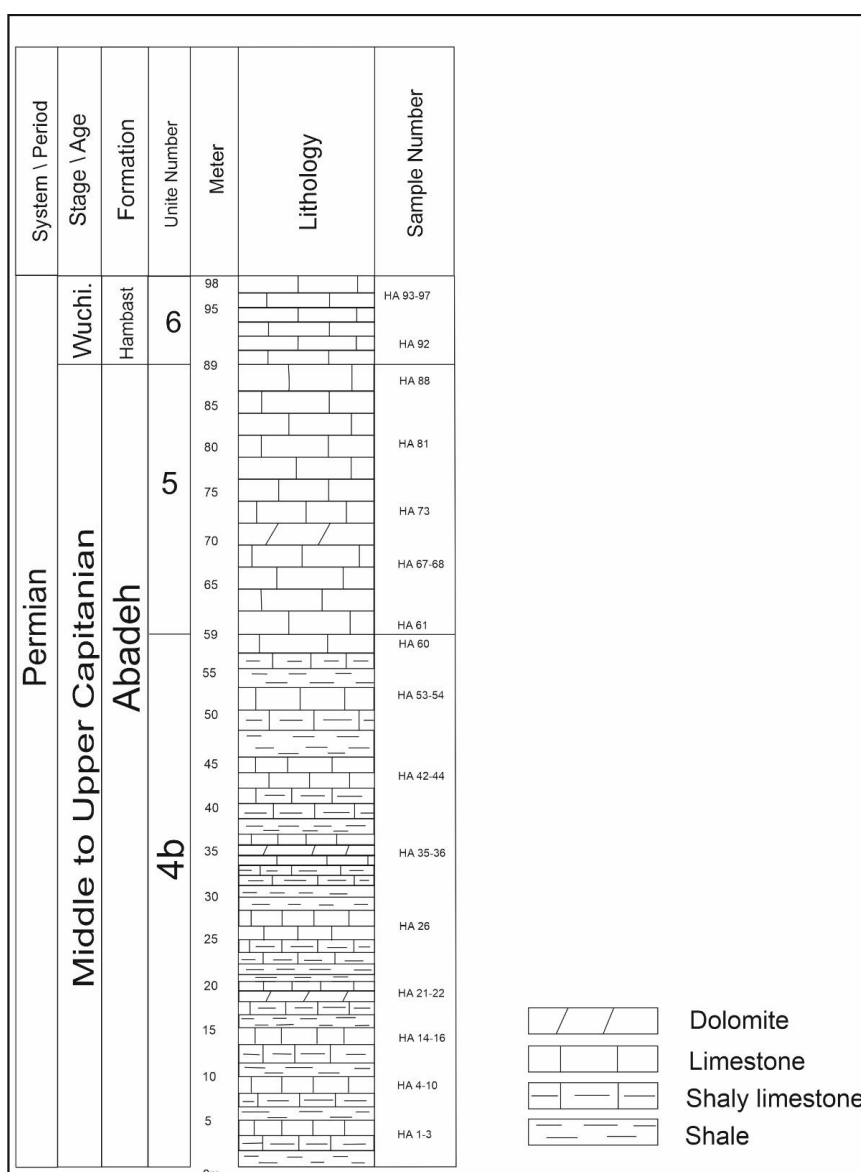 System \ Period
Stage \ Age
Formation
Unite Number
Meter
Lithology
Sample Number
Permian
Wuchi.
Middle to Upper Capitanian
Hambast
Abadeh
6
5
4b
98
95
89
85
80
75
70
65
59
55
50
45
40
35
30
25
20
15
10
5
HA 93-97
HA 92
HA 88
HA 81
HA 73
HA 67-68
HA 61
HA 60
HA 53-54
HA 42-44
HA 35-36
HA 26
HA 21-22
HA 14-16
HA 4-10
HA 1-3
Dolomite
Limestone
Shaly limestone
Shale